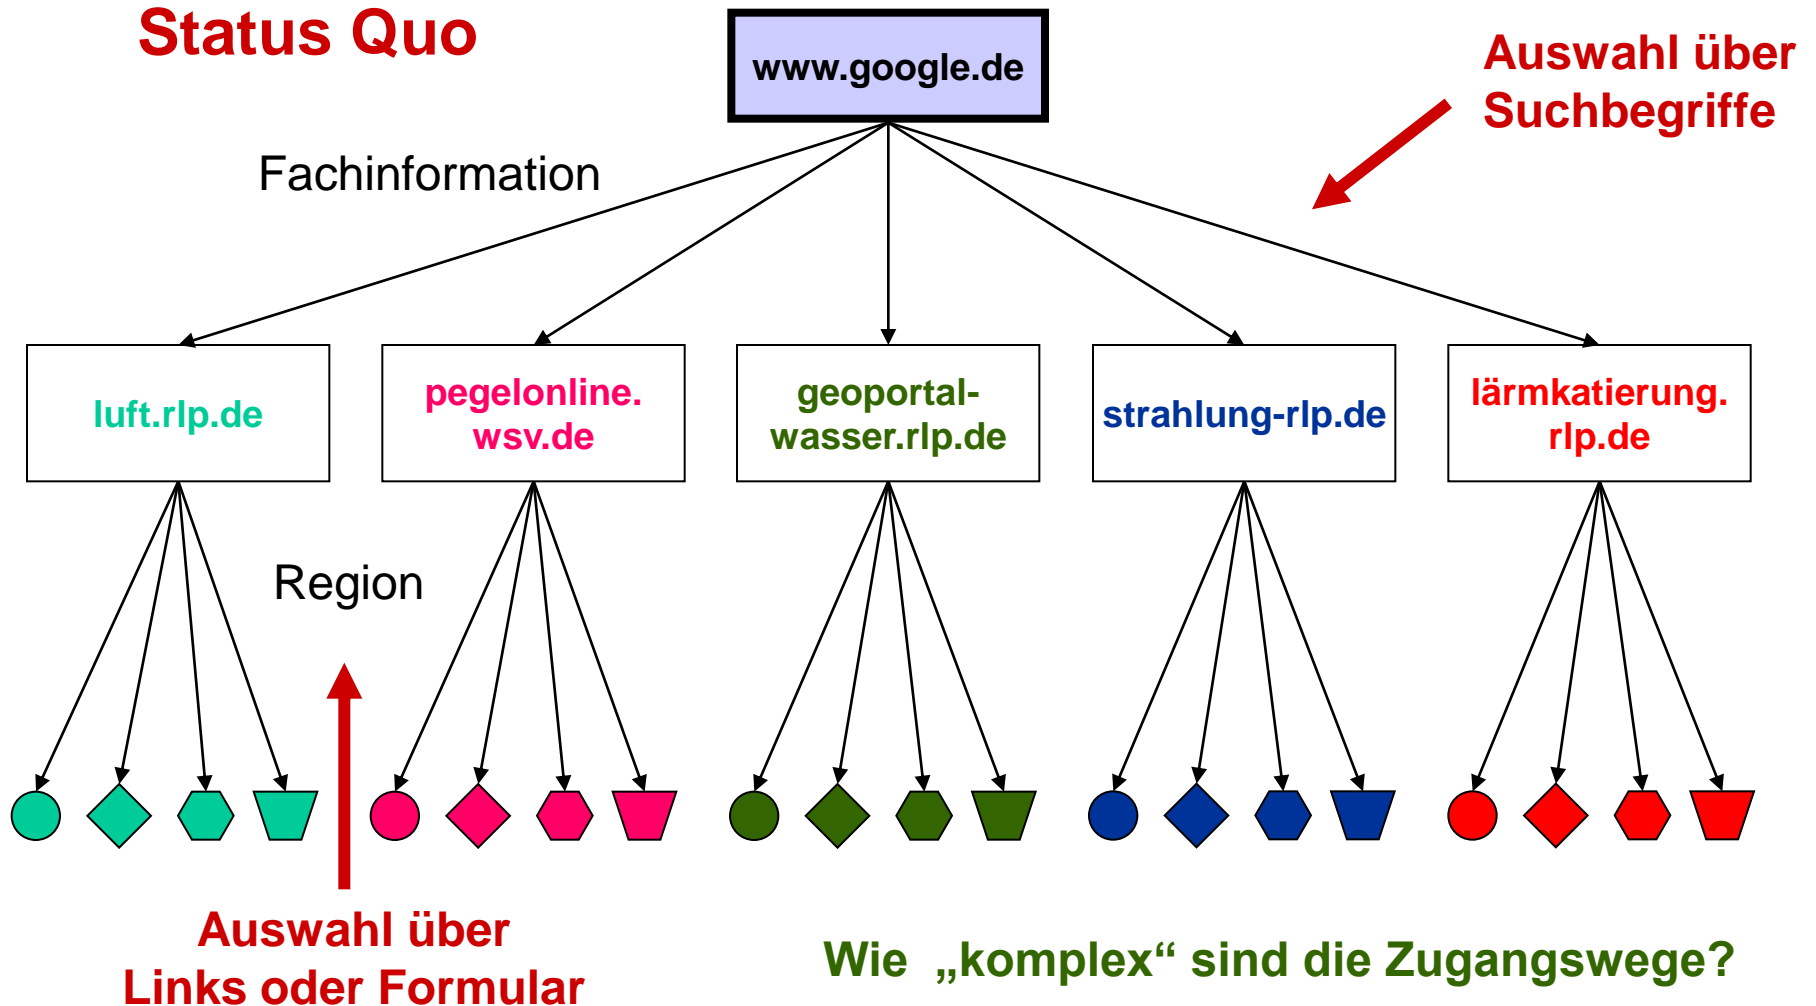 Status Quo
www.google.de
Auswahl über
Suchbegriffe
Fachinformation
luft.rlp.de
pegelonline.
wsv.de
geoportal-
wasser.rlp.de
strahlung-rlp.de
lärmkatierung.
rlp.de
Region
Auswahl über
Links oder Formular
Wie „komplex“ sind die Zugangswege?